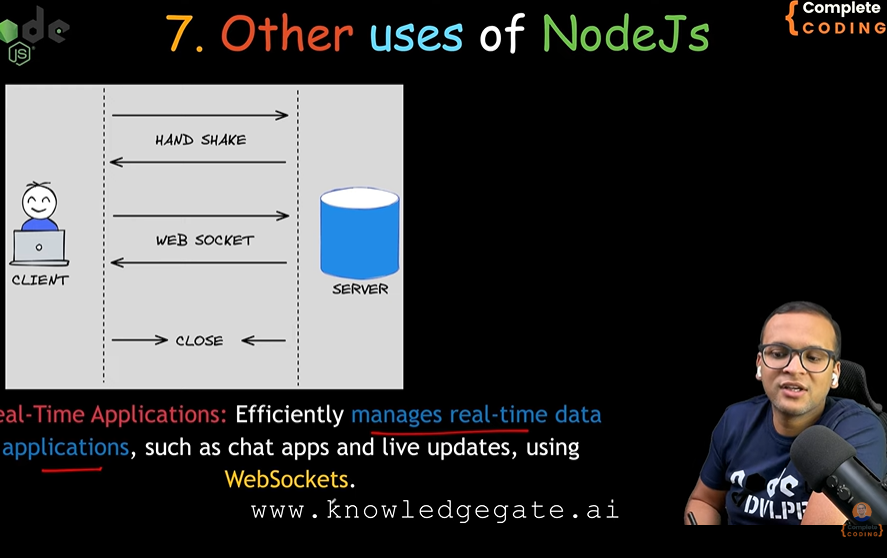 7. Other uses of NodeJs
Complete
CODING
de
JS
HAND SHAKE
WEB SOCKET
CLIENT
SERVER
CLOSE
eal-Time Applications: Efficiently manages real-time data
applications, such as chat apps and live updates, using
WebSockets.
www.knowledgegate.ai
DVLPE
Complete
CODING